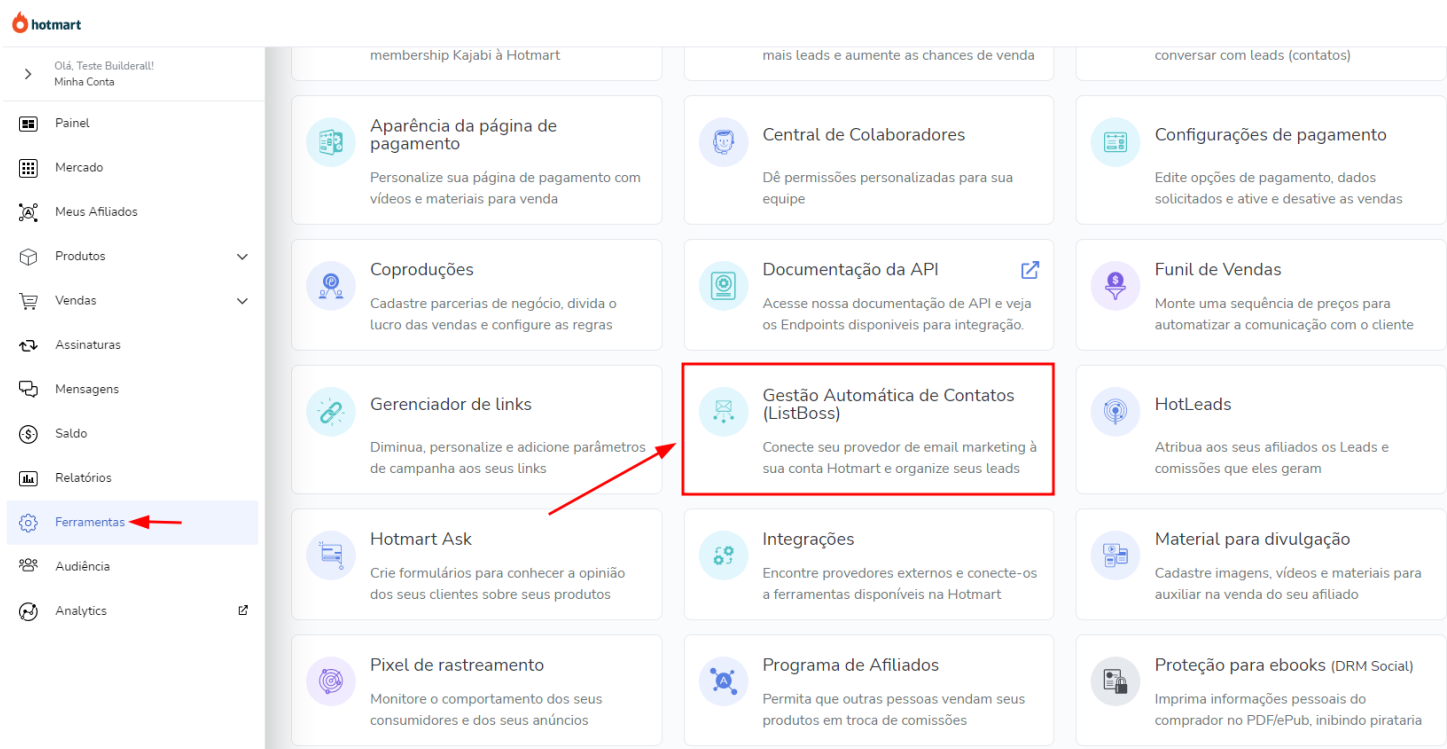 hotmart
Olá, Teste Builderall!
Minha Conta
Painel
Mercado
Meus Afiliados
Produtos
Vendas
Assinaturas
Mensagens
Saldo
Relatórios
Ferramentas
Audiência
Analytics
membership Kajabi à Hotmart
mais leads e aumente as chances de venda
conversar com leads (contatos)
Aparência da página de
pagamento
Personalize sua página de pagamento com
vídeos e materiais para venda
Central de Colaboradores
Dê permissões personalizadas para sua
equipe
Configurações de pagamento
Edite opções de pagamento, dados
solicitados e ative e desative as vendas
Coproduções
Cadastre parcerias de negócio, divida o
lucro das vendas e configure as regras
Documentação da API
Acesse nossa documentação de API e veja
os Endpoints disponiveis para integração.
Funil de Vendas
Monte uma sequência de preços para
automatizar a comunicação com o cliente
Gerenciador de links
Diminua, personalize e adicione parâmetros
de campanha aos seus links
Gestão Automática de Contatos
(ListBoss)
Conecte seu provedor de email marketing à
sua conta Hotmart e organize seus leads
HotLeads
Atribua aos seus afiliados os Leads e
comissões que eles geram
Hotmart Ask
Crie formulários para conhecer a opinião
dos seus clientes sobre seus produtos
Integrações
Encontre provedores externos e conecte-os
a ferramentas disponíveis na Hotmart
Material para divulgação
Cadastre imagens, vídeos e materiais para
auxiliar na venda do seu afiliado
Pixel de rastreamento
Monitore o comportamento dos seus
consumidores e dos seus anúncios
Programa de Afiliados
Permita que outras pessoas vendam seus
produtos em troca de comissões
Proteção para ebooks (DRM Social)
Imprima informações pessoais do
comprador no PDF/ePub, inibindo pirataria